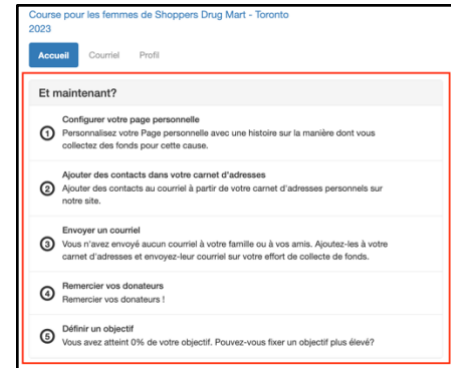 Course pour les femmes de Shoppers Drug Mart - Toronto
2023
Accueil Courriel Profil
Et maintenant?
1 Configurer votre page personnelle
Personnalisez votre Page personnelle avec une histoire sur la manière dont vous
collectez des fonds pour cette cause.
2 Ajouter des contacts dans votre carnet d'adresses
Ajouter des contacts au courriel à partir de votre carnet d'adresses personnels sur
notre site.
3 Envoyer un courriel
Vous n'avez envoyé aucun courriel à votre famille ou à vos amis. Ajoutez-les à votre
carnet d'adresses et envoyez-leur courriel sur votre effort de collecte de fonds.
4 Remercier vos donateurs
Remercier vos donateurs !
5 Définir un objectif
Vous avez atteint 0% de votre objectif. Pouvez-vous fixer un objectif plus élevé?